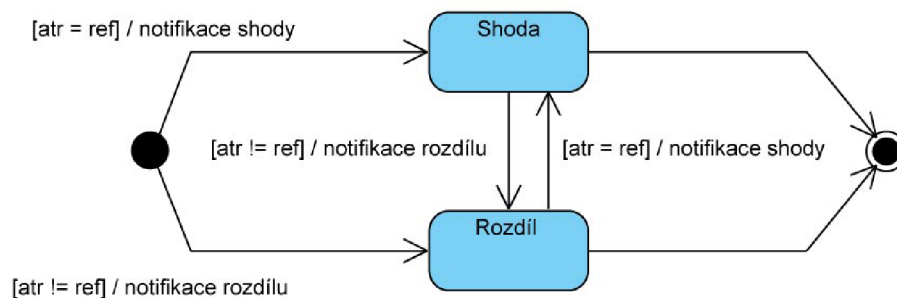 [atr = ref] / notifikace shody
Shoda
[atr != ref] / notifikace rozdílu
[atr = ref] / notifikace shody
Rozdíl
[atr != ref] / notifikace rozdílu